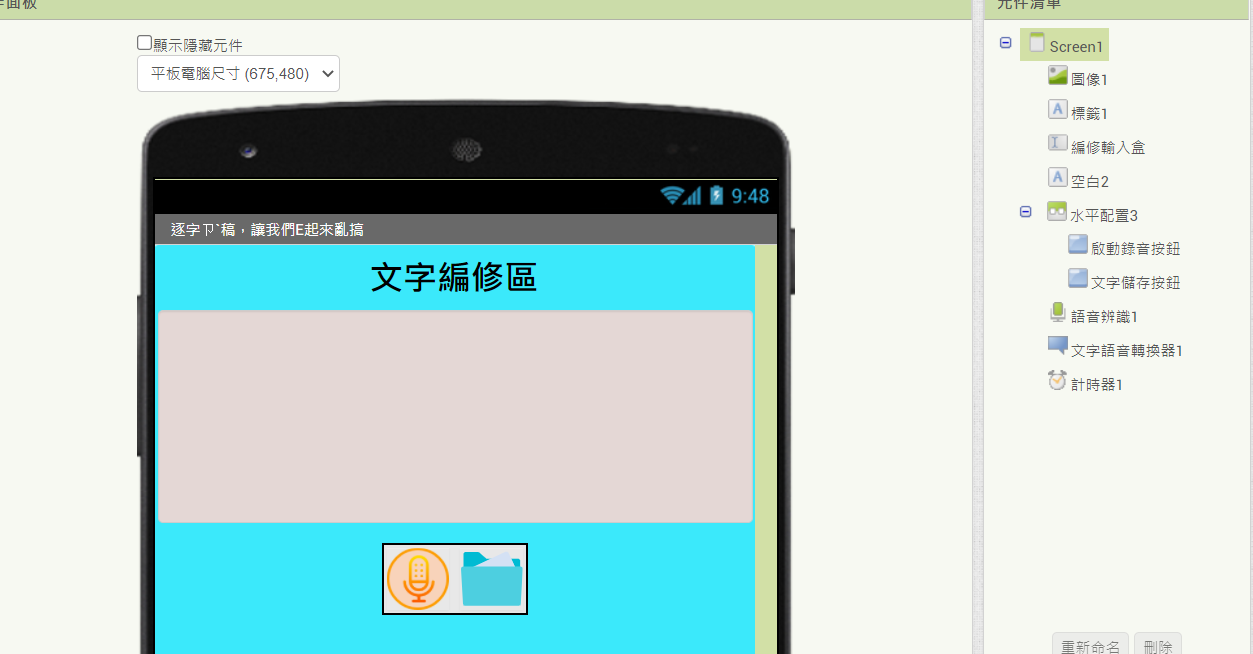 面板
元件清單
顯示隱藏元件
平板電腦尺寸 (675,480)
9:48
逐字ㄗˋ稿，讓我們E起來亂搞
文字編修區
Screen1
圖像1
標籤1
編修輸入盒
空白2
水平配置3
啟動錄音按鈕
文字儲存按鈕
語音辨識1
文字語音轉換器1
計時器1
重新命名
刪除